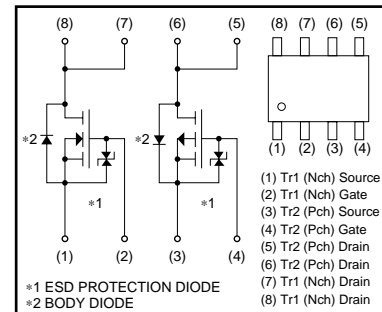 (8) (7) (6) (5)
(8) (7) (6) (5)
∗2 ∗2
∗1 ∗1
(1) (2) (3) (4)
(1) (2) (3) (4)
(1) Tr1 (Nch) Source
(2) Tr1 (Nch) Gate
(3) Tr2 (Pch) Source
(4) Tr2 (Pch) Gate
(5) Tr2 (Pch) Drain
(6) Tr2 (Pch) Drain
(7) Tr1 (Nch) Drain
(8) Tr1 (Nch) Drain
∗1 ESD PROTECTION DIODE
∗2 BODY DIODE